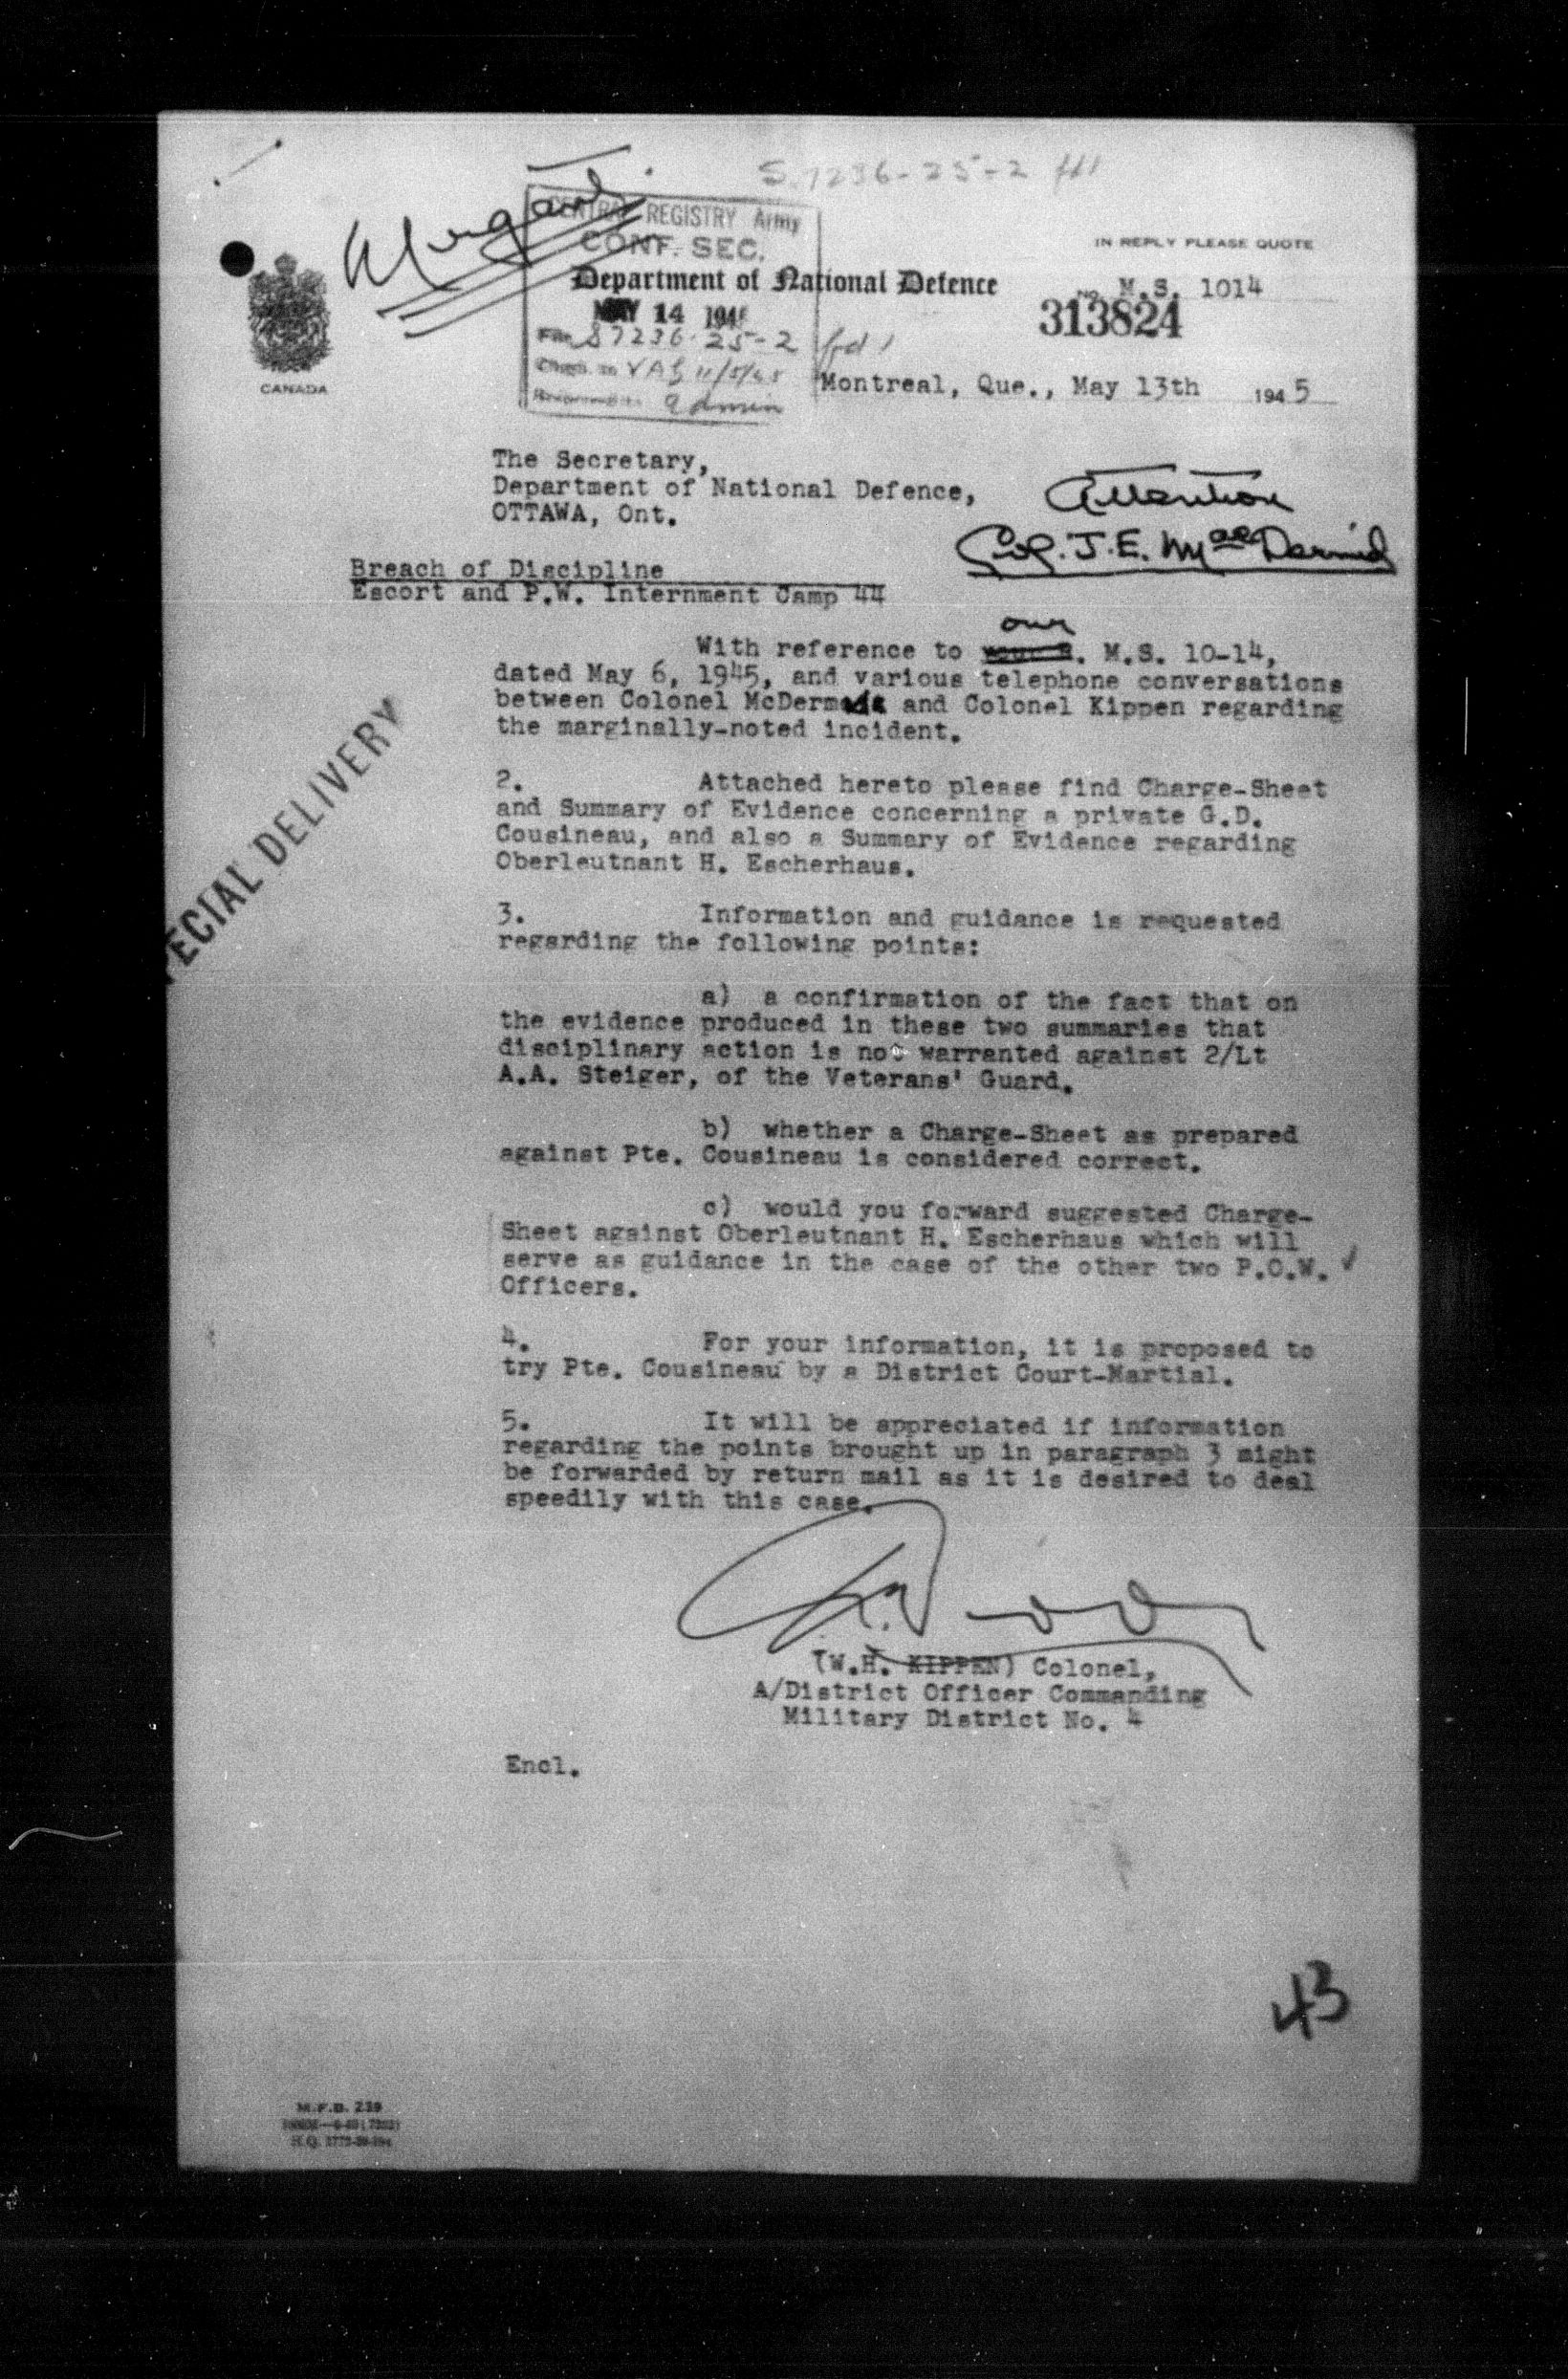 S.7236-25-2 fd 1
Urgent.
CENTRAL REGISTRY Army
CONF. SEC.
IN REPLY PLEASE QUOTE
Department of National Defence
No. M.S. 1014
MAY 14 1945
313824
File S7236-25-2 fd 1
CANADA
Montreal, Que., May 13th 1945
Admin
The Secretary,
Department of National Defence,
OTTAWA, Ont.
Attention
Col. J.E. MacDermid
Breach of Discipline
Escort and P.W. Internment Camp 44
our
With reference to M.S. 10-14,
dated May 6, 1945, and various telephone conversations
between Colonel and Colonel Kippen regarding
the marginally-noted incident.
SPECIAL DELIVERY
2. Attached hereto please find Charge-Sheet
and Summary of Evidence concerning a private G.D.
Cousineau, and also a Summary of Evidence regarding
Oberleutnant H. Escherhaus.
3. Information and guidance is requested
regarding the following points:
a) a confirmation of the fact that on
the evidence produced in these two summaries that
disciplinary action is not warranted against 2/Lt
A.A. Steiger, of the Veterans' Guard.
b) whether a Charge-Sheet as prepared
against Pte. Cousineau is considered correct.
c) would you forward suggested Charge-
Sheet against Oberleutnant H. Escherhaus which will
serve as guidance in the case of the other two P.O.W.
Officers.
4. For your information, it is proposed to
try Pte. Cousineau by a District Court-Martial.
5. It will be appreciated if information
regarding the points brought up in paragraph 3 might
be forwarded by return mail as it is desired to deal
speedily with this case.
(W.H. KIPPEN) Colonel,
A/District Officer Commanding
Military District No. 4
Encl.
43
M.F.B. 239